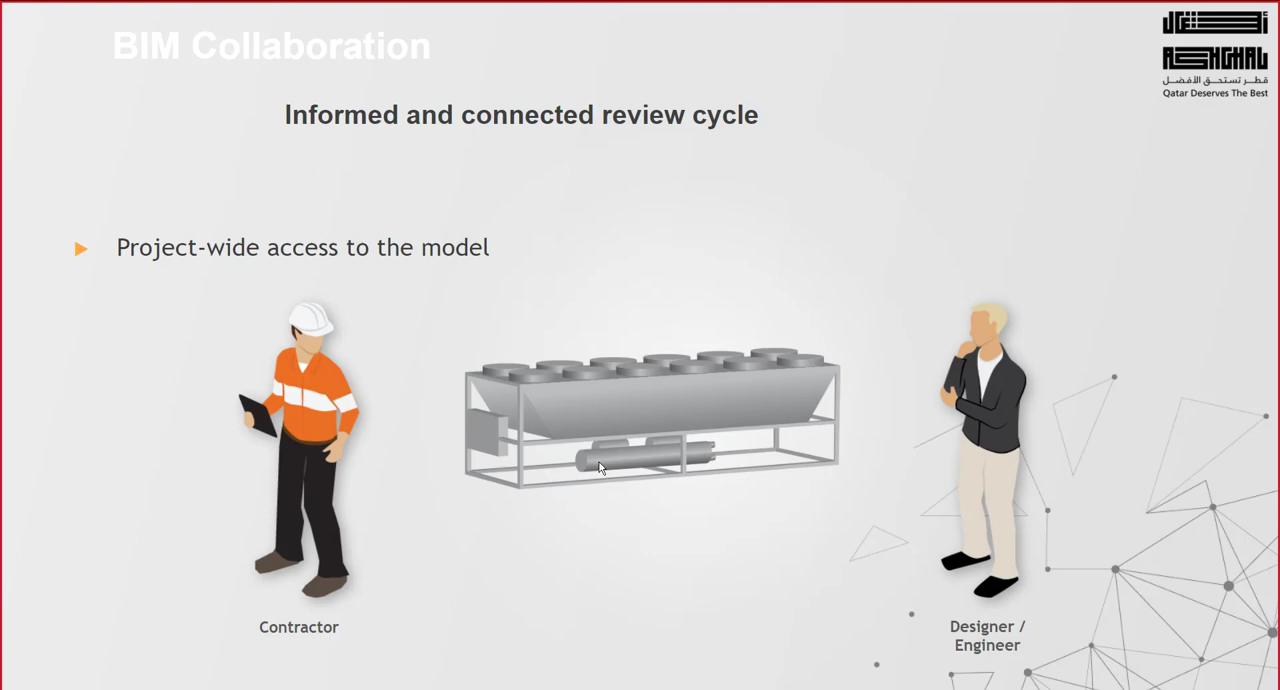 BIM Collaboration
أشغال
ASHGHAL
قطر تستحق الأفضل
Qatar Deserves The Best
Informed and connected review cycle
Project-wide access to the model
Contractor
Designer /
Engineer